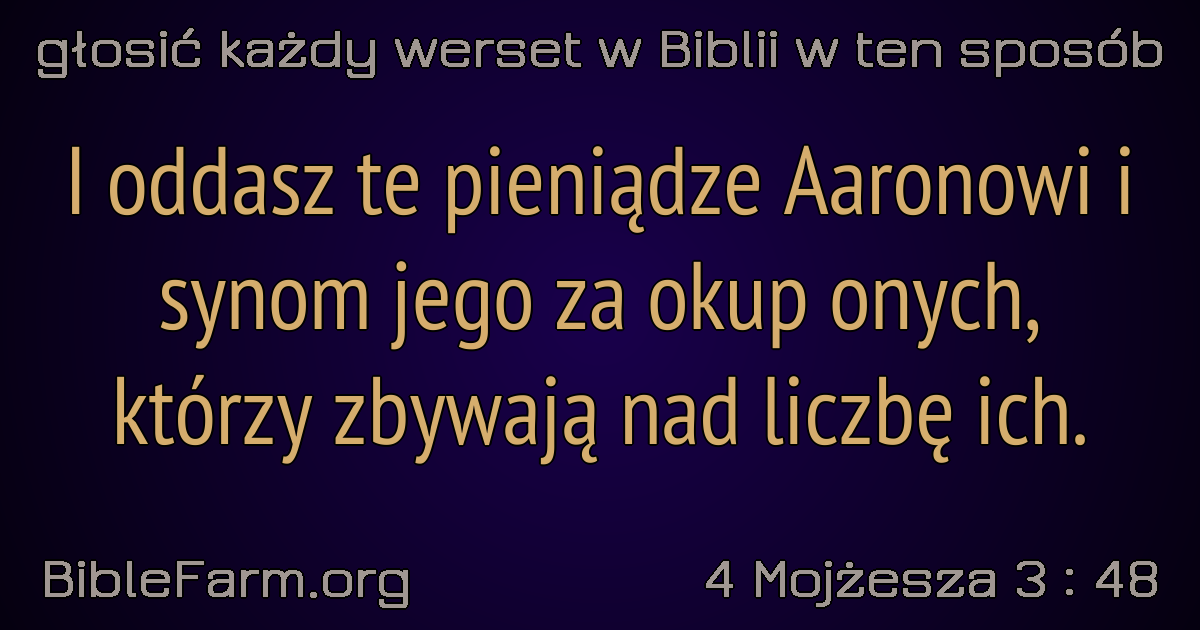 głosić każdy werset w Biblii w ten sposób
I oddasz te pieniądze Aaronowi i
synom jego za okup onych,
którzy zbywają nad liczbę ich.
BibleFarm.org
4 Mojżesza 3 : 48